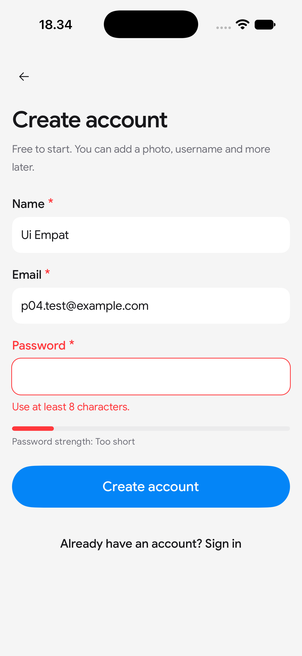 18.34
Create account
Free to start. You can add a photo, username and more
later.
Name *
Ui Empat
Email *
p04.test@example.com
Password *
Use at least 8 characters.
Password strength: Too short
Create account
Already have an account? Sign in